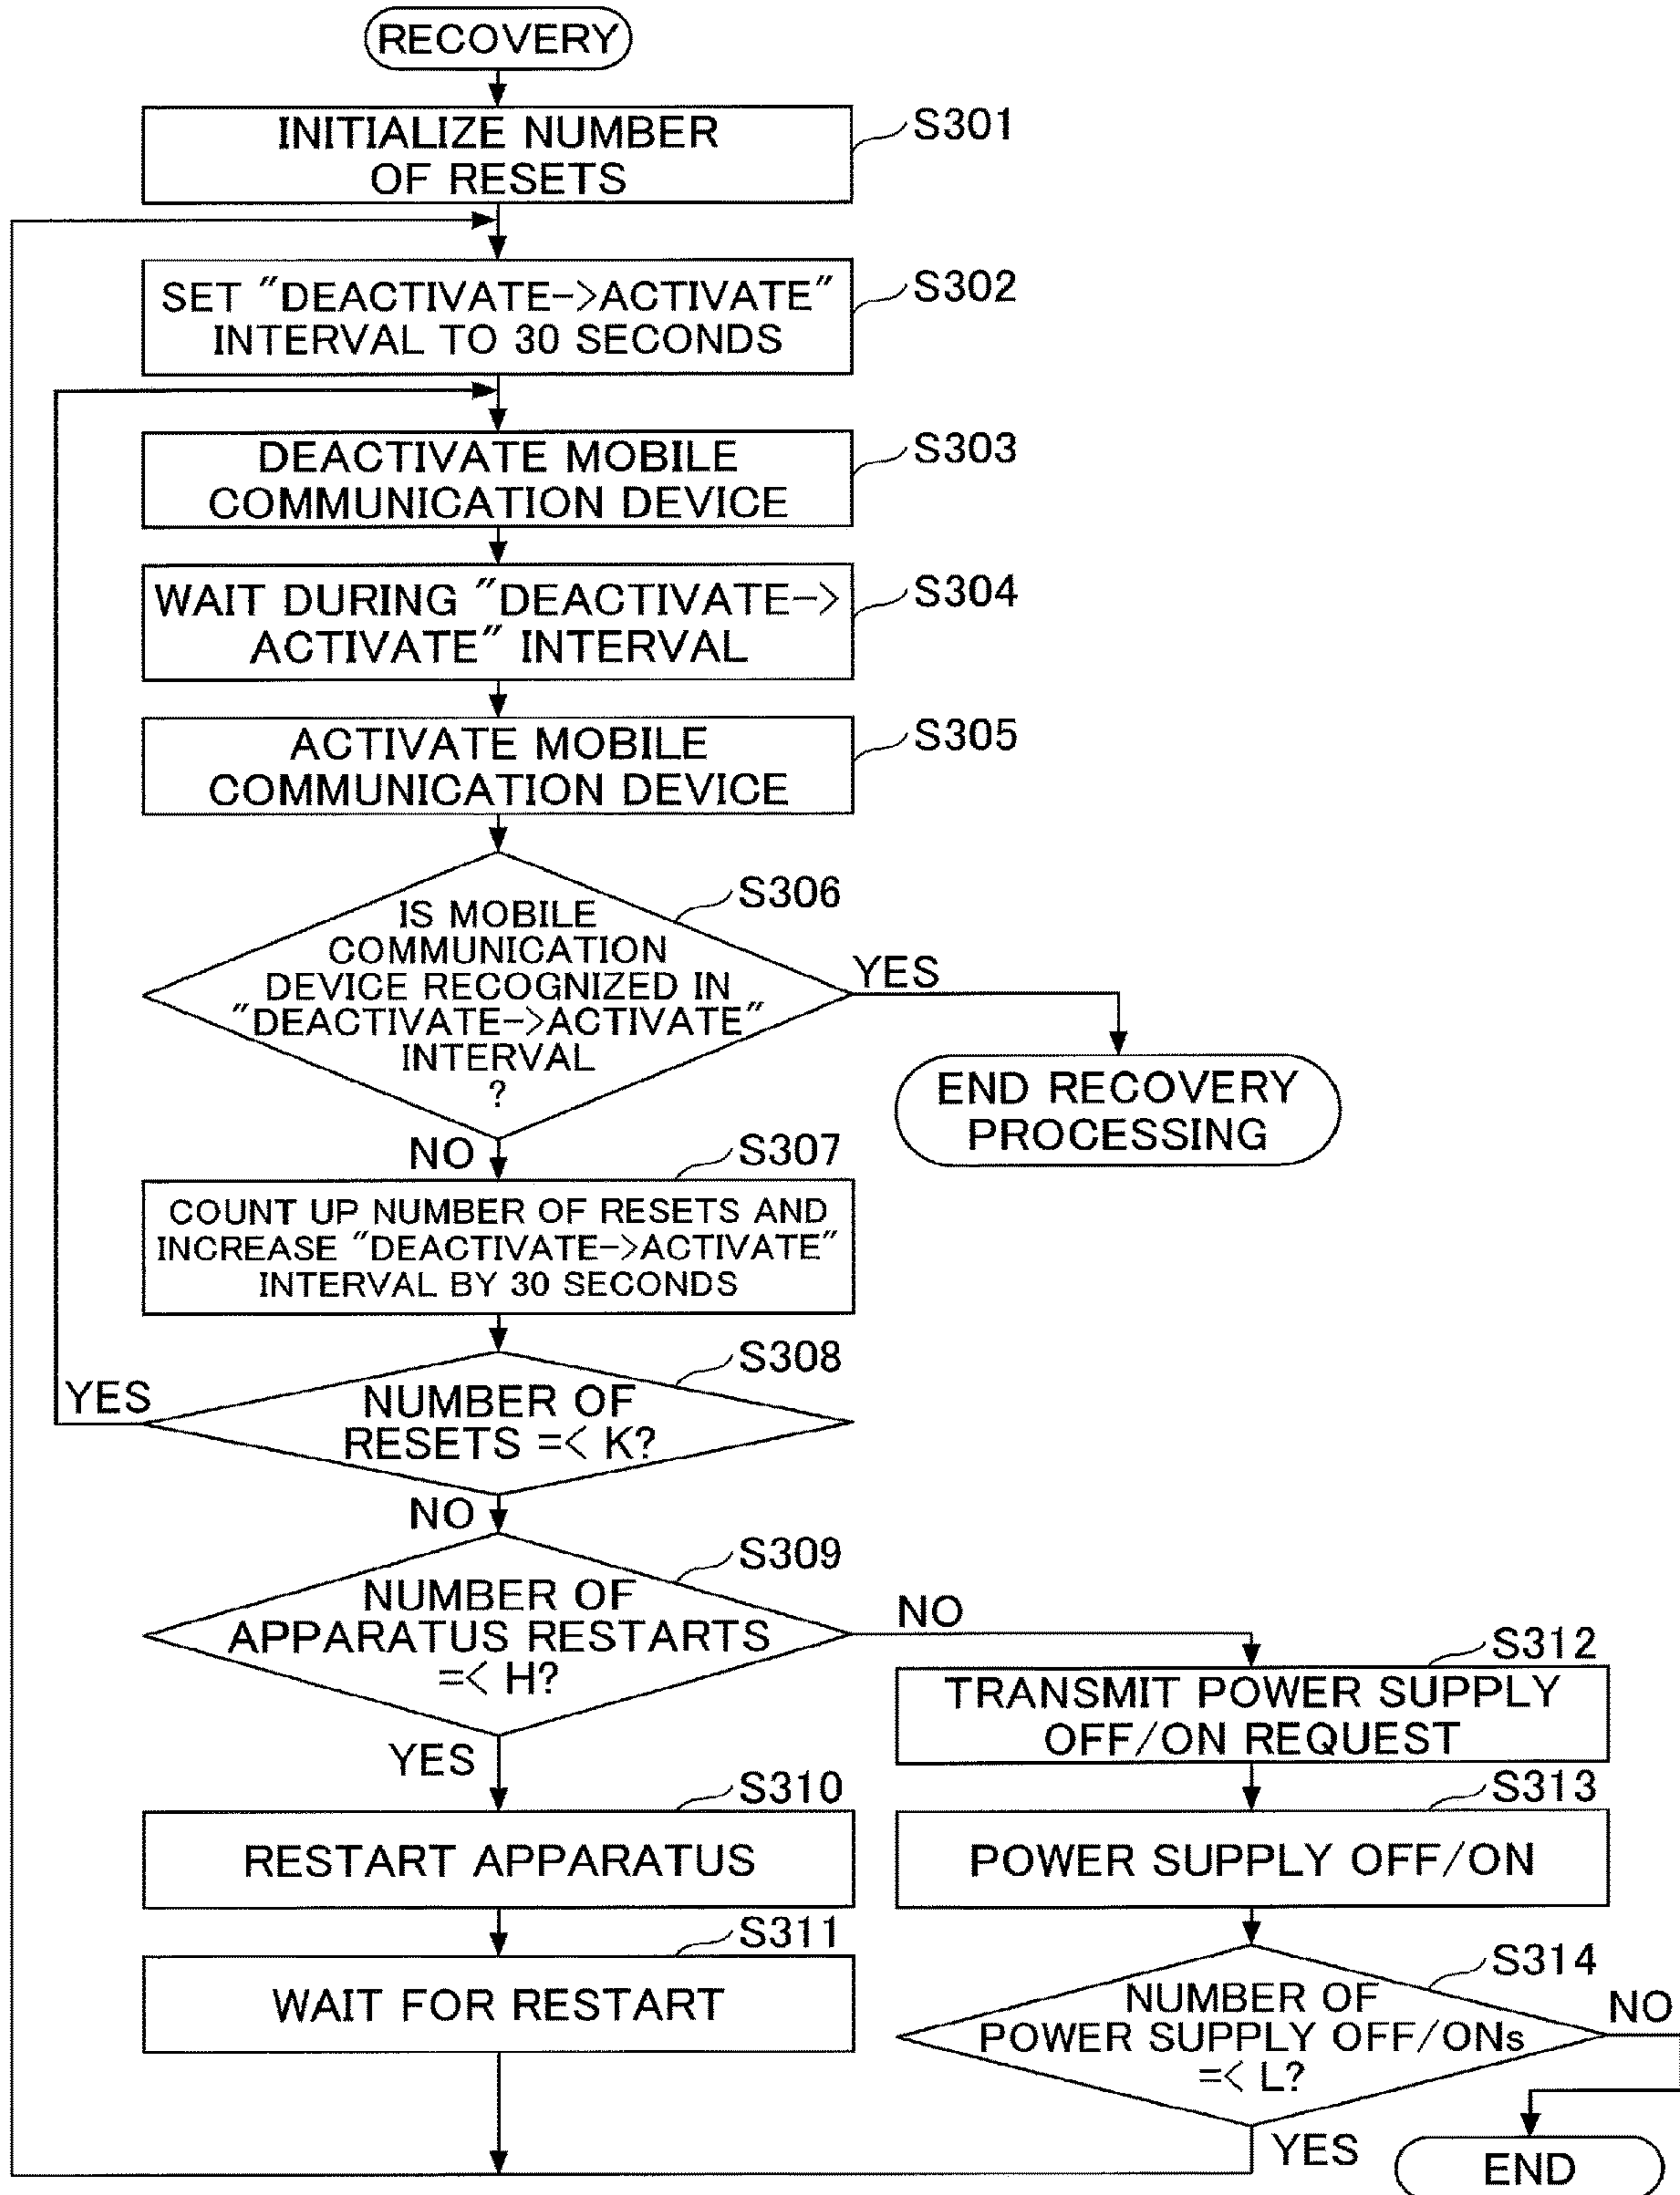 RECOVERY
INITIALIZE NUMBER
OF RESETS
S301
SET "DEACTIVATE->ACTIVATE"
INTERVAL TO 30 SECONDS
S302
DEACTIVATE MOBILE
COMMUNICATION DEVICE
S303
WAIT DURING "DEACTIVATE->
ACTIVATE" INTERVAL
S304
ACTIVATE MOBILE
COMMUNICATION DEVICE
S305
IS MOBILE
COMMUNICATION
DEVICE RECOGNIZED IN
"DEACTIVATE->ACTIVATE"
INTERVAL
?
S306
YES
END RECOVERY
PROCESSING
NO
S307
COUNT UP NUMBER OF RESETS AND
INCREASE "DEACTIVATE->ACTIVATE"
INTERVAL BY 30 SECONDS
S308
YES
NUMBER OF
RESETS =< K?
NO
S309
NUMBER OF
APPARATUS RESTARTS
=< H?
NO
YES
S310
RESTART APPARATUS
S311
WAIT FOR RESTART
S312
TRANSMIT POWER SUPPLY
OFF/ON REQUEST
S313
POWER SUPPLY OFF/ON
S314
NUMBER OF
POWER SUPPLY OFF/ONs
=< L?
NO
YES
END